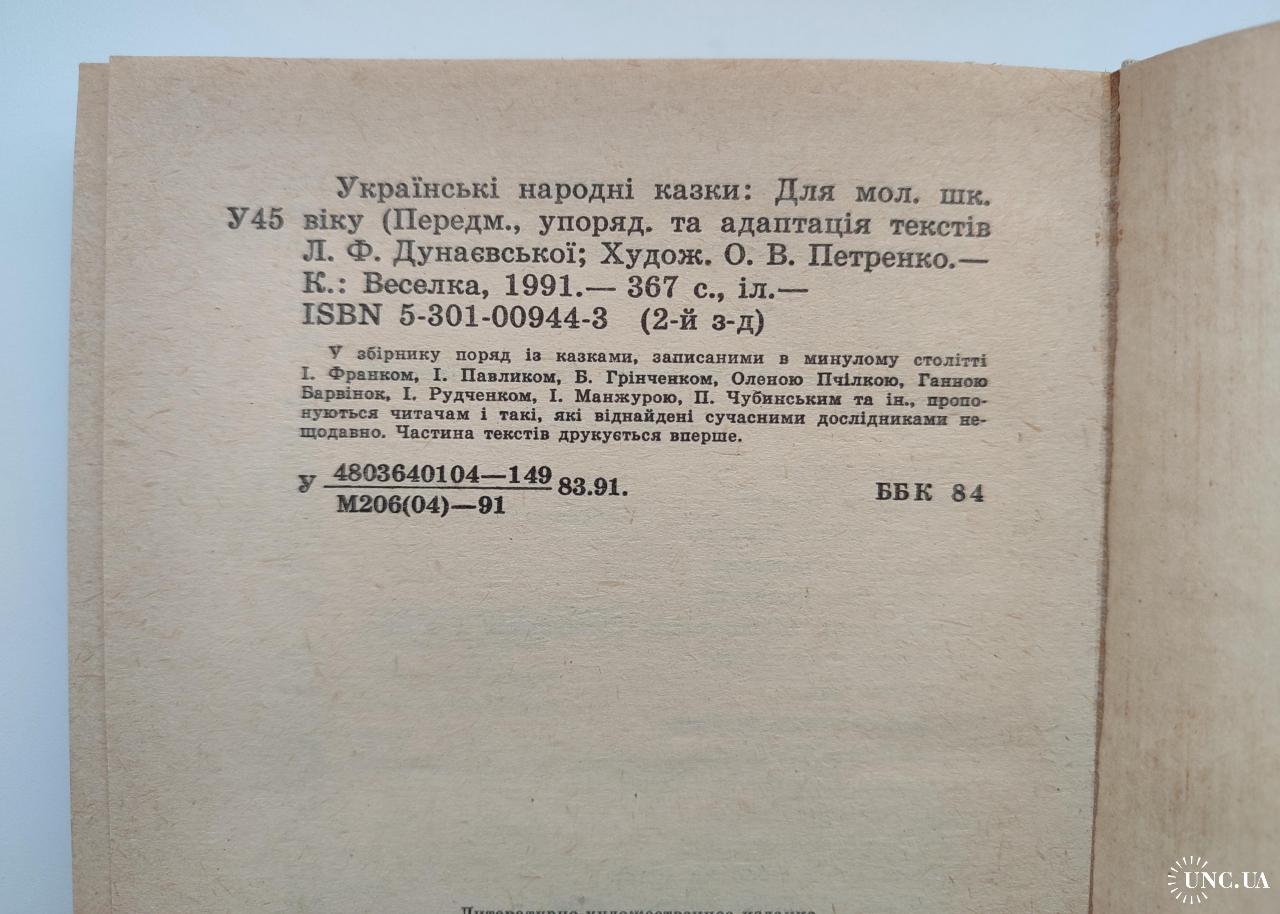 Українські народні казки: Для мол. шк.
У45 віку (Передм., упоряд. та адаптація текстів
Л. Ф. Дунаєвської; Худож. О. В. Петренко.—
К.: Веселка, 1991.— 367 с., іл.—
ISBN 5-301-00944-3 (2-й з-д)
У збірнику поряд із казками, записаними в минулому столітті
І. Франком, І. Павликом, Б. Грінченком, Оленою Пчілкою, Ганною
Барвінок, І. Рудченком, І. Манжурою, П. Чубинським та ін., пропо-
нуються читачам і такі, які віднайдені сучасними дослідниками не-
щодавно. Частина текстів друкується вперше.
У 4803640104—149 83.91.
М206(04)—91
ББК 84
Литературно-художественное издание
UNC.UA